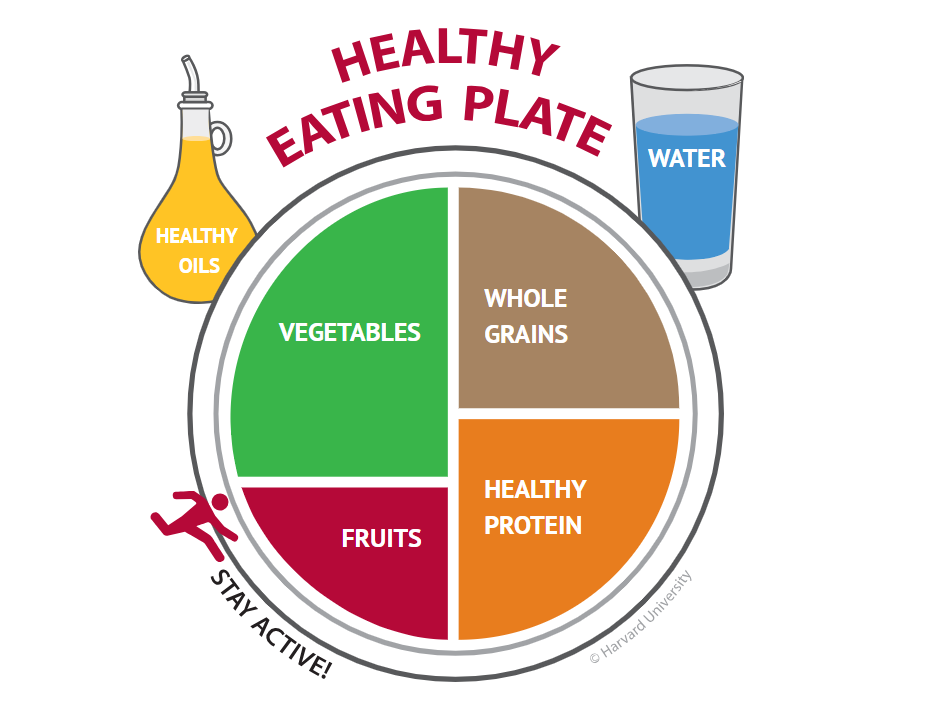 HEALTHY
EATING PLATE
WATER
HEALTHY
OILS
VEGETABLES
WHOLE
GRAINS
HEALTHY
PROTEIN
FRUITS
STAY ACTIVE!
© Harvard University